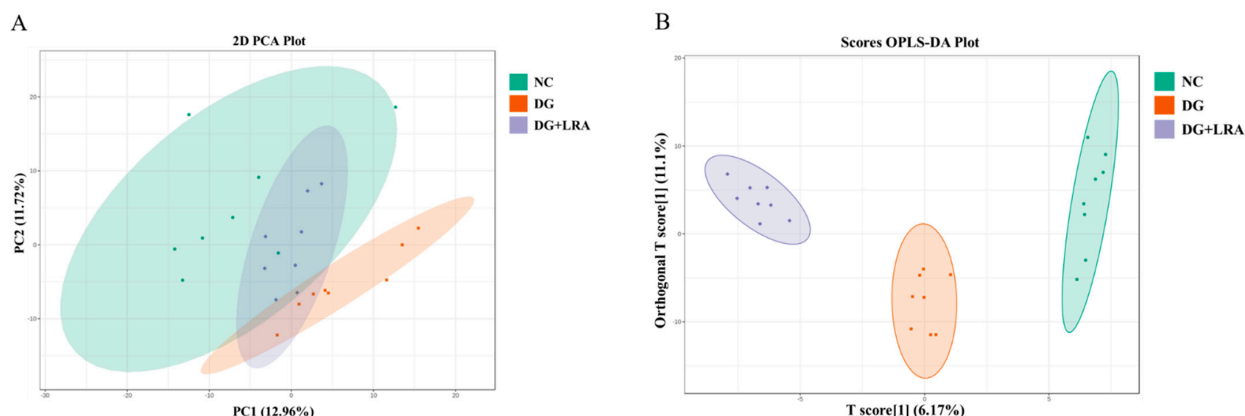 A
2D PCA Plot
PC2 (11.72%)
20
10
0
-10
-30
-20
-10
0
10
20
PC1 (12.96%)
NC
DG
DG+LRA
B
Scores OPLS-DA Plot
Orthogonal T score[1] (11.1%)
20
10
0
-10
-5
0
5
T score[1] (6.17%)
NC
DG
DG+LRA